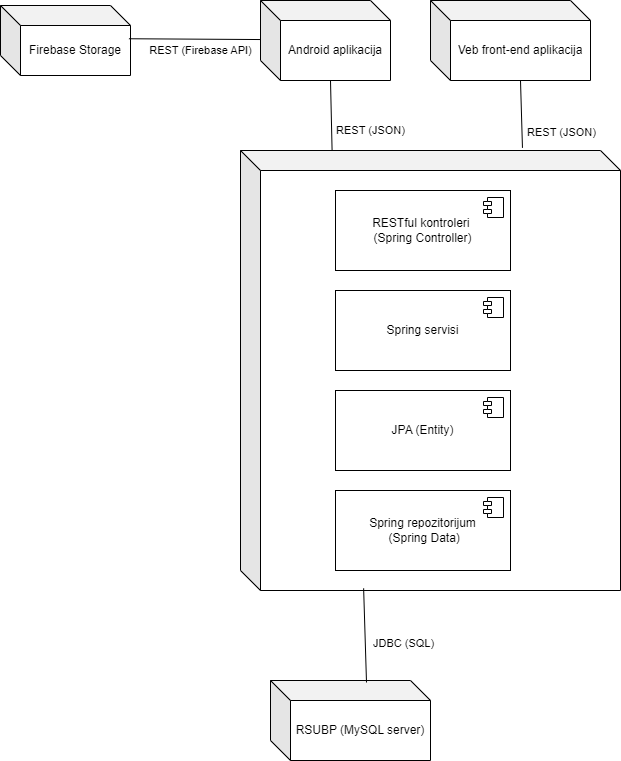 Firebase Storage
REST (Firebase API)
Android aplikacija
Veb front-end aplikacija
REST (JSON)
REST (JSON)
RESTful kontroleri
(Spring Controller)
Spring servisi
JPA (Entity)
Spring repozitorijum
(Spring Data)
JDBC (SQL)
RSUBP (MySQL server)